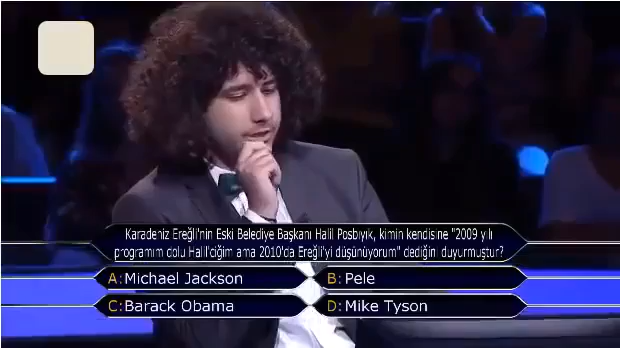 Karadeniz Ereğli'nin Eski Belediye Başkanı Halil Posbıyık, kimin kendisine "2009 yılı
programım dolu Halil'ciğim ama 2010'da Ereğli'yi düşünüyorum" dediğini duyurmuştur?
A: Michael Jackson
B: Pele
C: Barack Obama
D: Mike Tyson